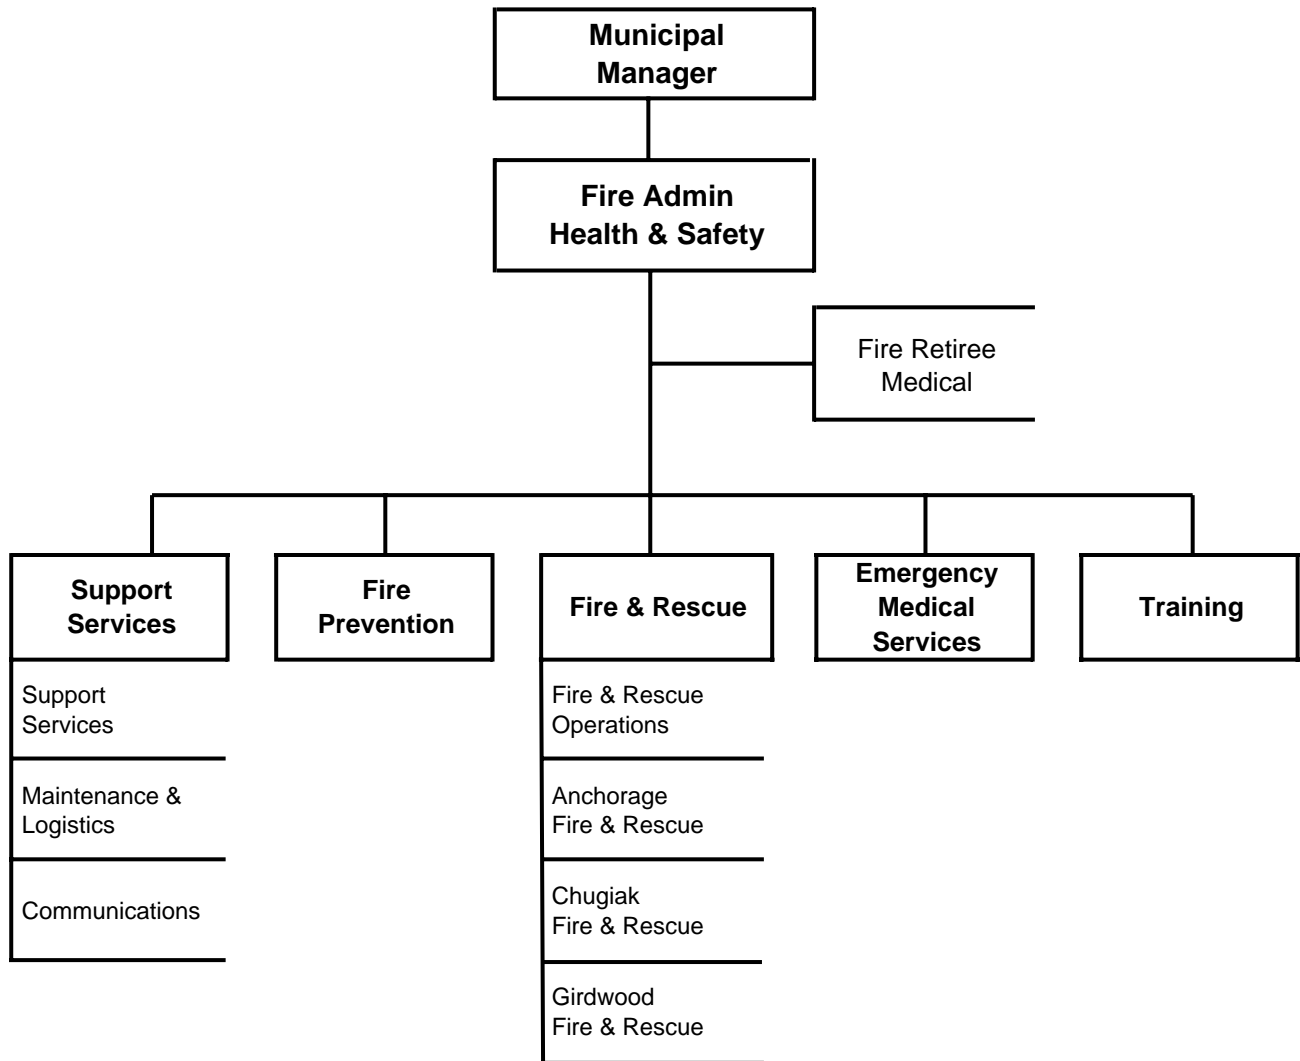 Municipal
Manager
Fire Admin
Health & Safety
Fire Retiree
Medical
Support
Services
Fire
Prevention
Fire & Rescue
Emergency
Medical
Services
Training
Support
Services
Maintenance &
Logistics
Communications
Fire & Rescue
Operations
Anchorage
Fire & Rescue
Chugiak
Fire & Rescue
Girdwood
Fire & Rescue